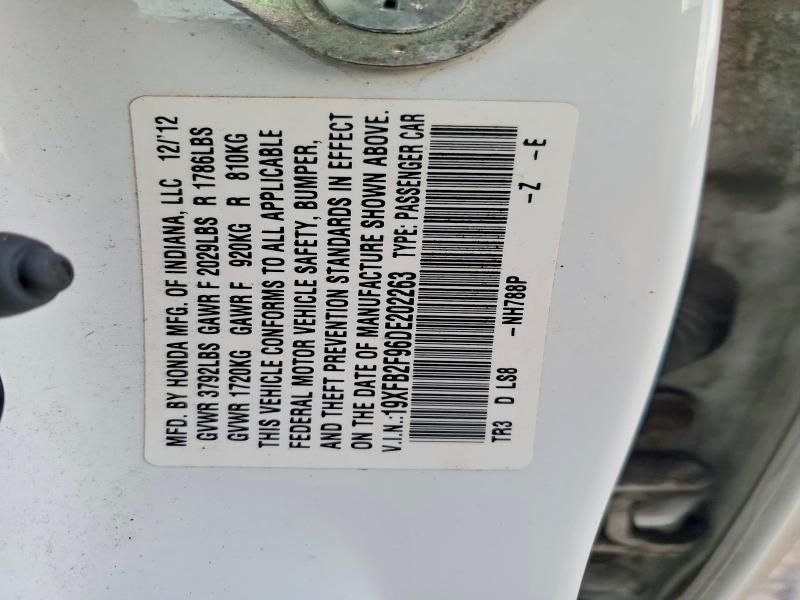 MFD. BY HONDA MFG. OF INDIANA, LLC 12/'12
GVWR 3792LBS GAWR F 2029LBS R 1786LBS
GVWR 1720KG GAWR F 920KG R 810KG
THIS VEHICLE CONFORMS TO ALL APPLICABLE
FEDERAL MOTOR VEHICLE SAFETY, BUMPER,
AND THEFT PREVENTION STANDARDS IN EFFECT
ON THE DATE OF MANUFACTURE SHOWN ABOVE.
V.I.N.:19XFB2F96DE202263 TYPE: PASSENGER CAR
TR3 D LS8 -NH788P -Z -E